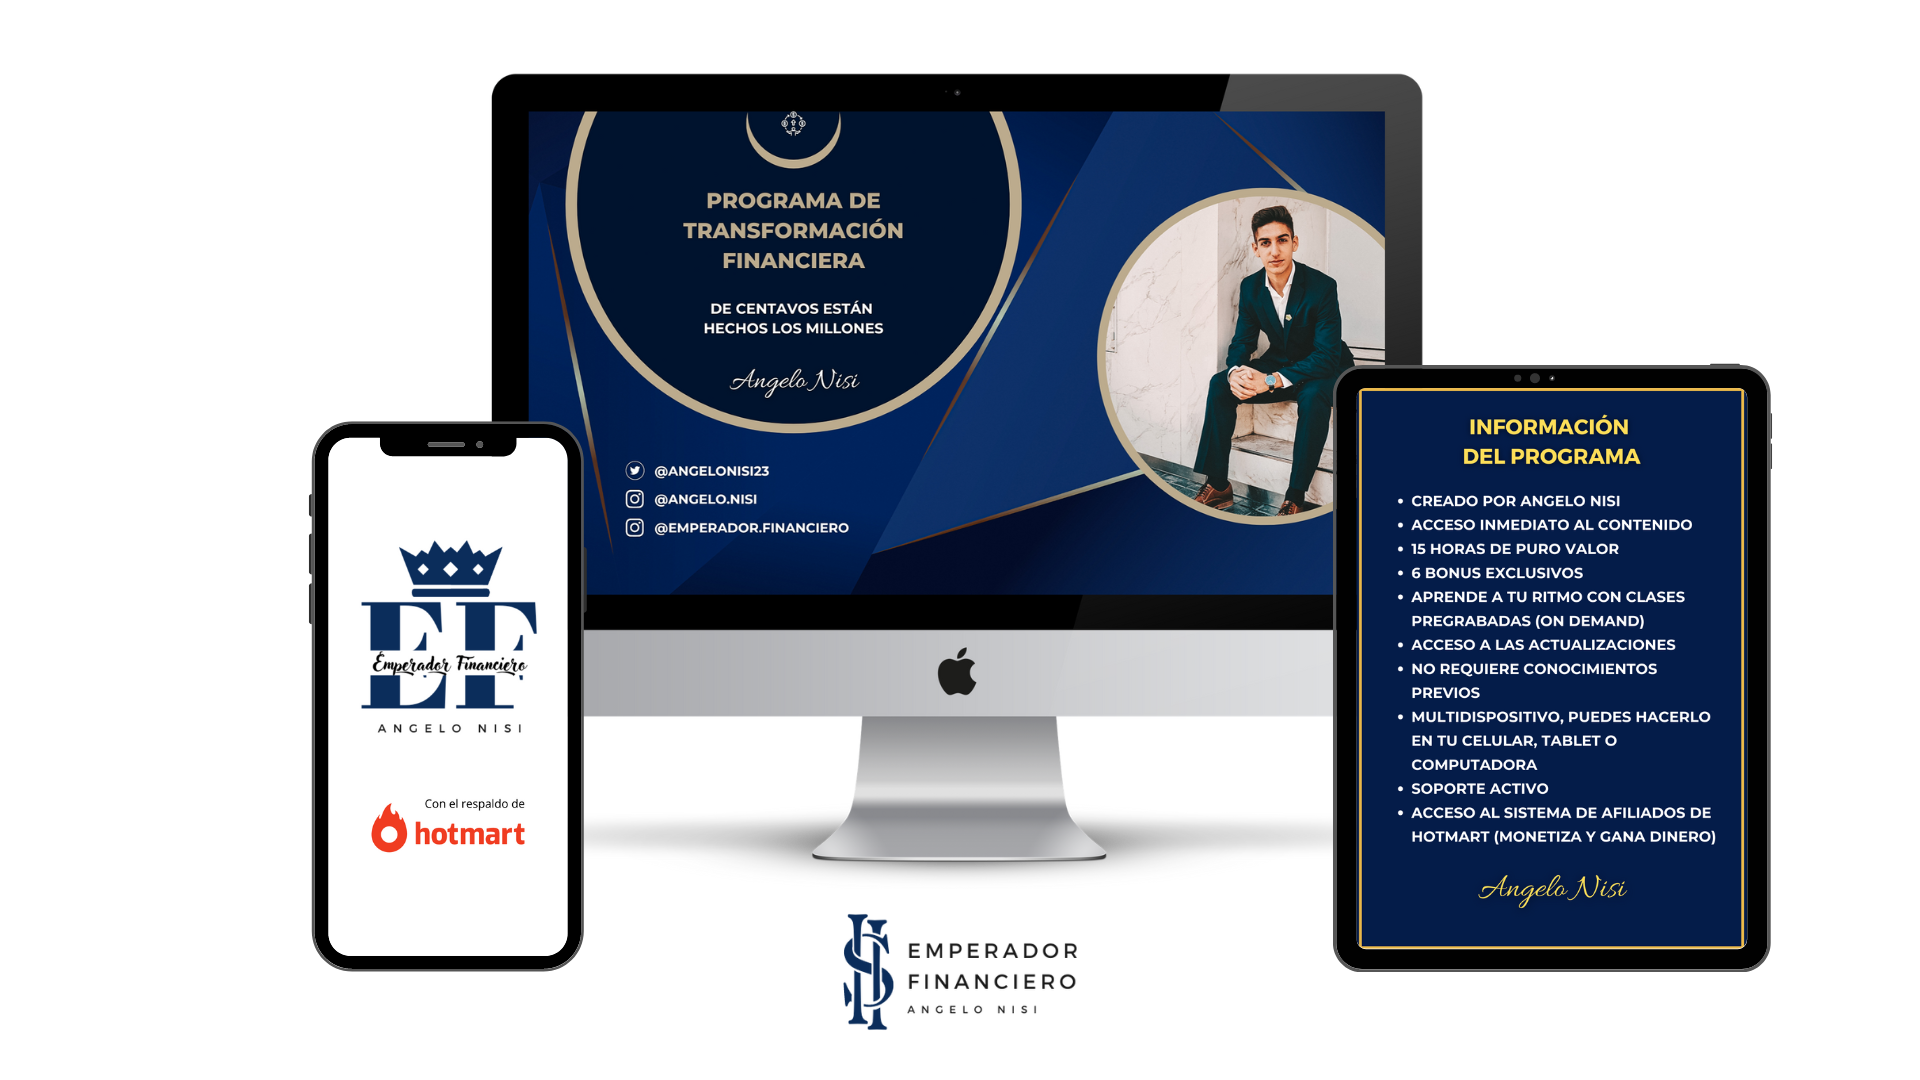 PROGRAMA DE
TRANSFORMACIÓN
FINANCIERA
DE CENTAVOS ESTÁN
HECHOS LOS MILLONES
Angelo Nisi
@ANGELONISI23
@ANGELO.NISI
@EMPERADOR.FINANCIERO
EF
Emperador Financiero
ANGELO NISI
Con el respaldo de
hotmart
INFORMACIÓN
DEL PROGRAMA
• CREADO POR ANGELO NISI
• ACCESO INMEDIATO AL CONTENIDO
• 15 HORAS DE PURO VALOR
• 6 BONUS EXCLUSIVOS
• APRENDE A TU RITMO CON CLASES
PREGRABADAS (ON DEMAND)
• ACCESO A LAS ACTUALIZACIONES
• NO REQUIERE CONOCIMIENTOS
PREVIOS
• MULTIDISPOSITIVO, PUEDES HACERLO
EN TU CELULAR, TABLET O
COMPUTADORA
• SOPORTE ACTIVO
• ACCESO AL SISTEMA DE AFILIADOS DE
HOTMART (MONETIZA Y GANA DINERO)
Angelo Nisi
EMPERADOR
FINANCIERO
ANGELO NISI